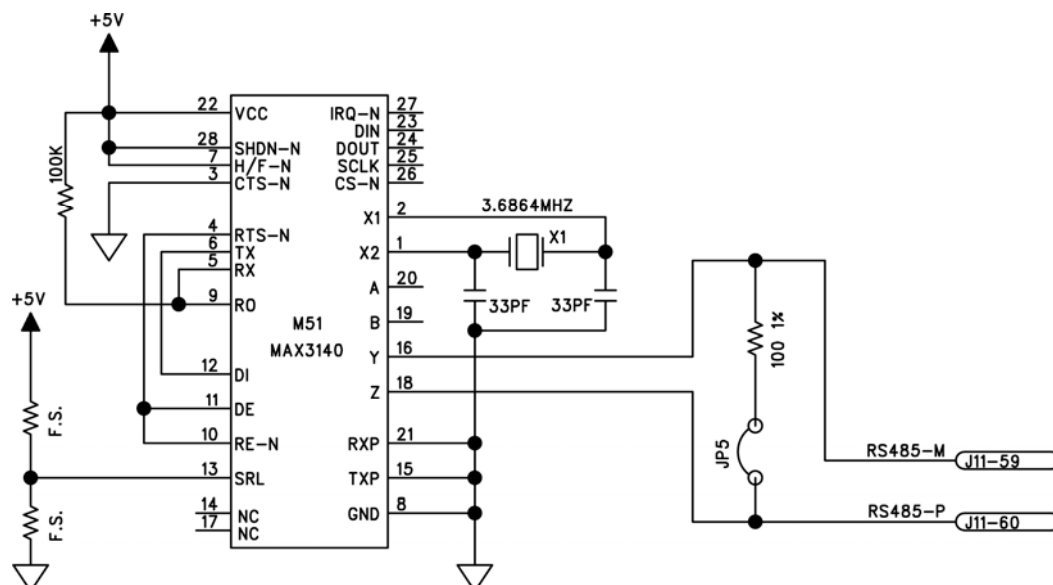 +5V
22 VCC
28 SHDN-N
7 H/F-N
3 CTS-N
100K
4 RTS-N
6 TX
5 RX
9 RO
+5V
12 DI
11 DE
10 RE-N
13 SRL
14 NC
17 NC
F.S.
F.S.
M51
MAX3140
IRQ-N 27
DIN 23
DOUT 24
SCLK 25
CS-N 26
X1 2
X2 1
A 20
B 19
Y 16
Z 18
RXP 21
TXP 15
GND 8
3.6864MHZ
X1
33PF
33PF
100 1%
JP5
RS485-M
J11-59
RS485-P
J11-60